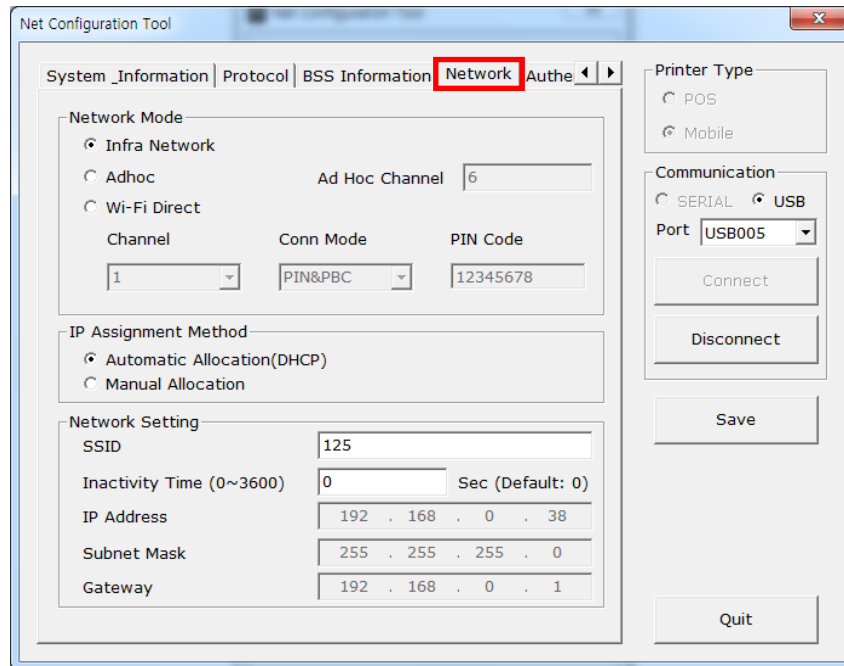 Net Configuration Tool
System _Information Protocol BSS Information Network Authe
Network Mode
Infra Network
Adhoc Ad Hoc Channel 6
Wi-Fi Direct
Channel Conn Mode PIN Code
1 PIN&PBC 12345678
IP Assignment Method
Automatic Allocation(DHCP)
Manual Allocation
Network Setting
SSID 125
Inactivity Time (0~3600) 0 Sec (Default: 0)
IP Address 192 . 168 . 0 . 38
Subnet Mask 255 . 255 . 255 . 0
Gateway 192 . 168 . 0 . 1
Printer Type
POS
Mobile
Communication
SERIAL USB
Port USB005
Connect
Disconnect
Save
Quit